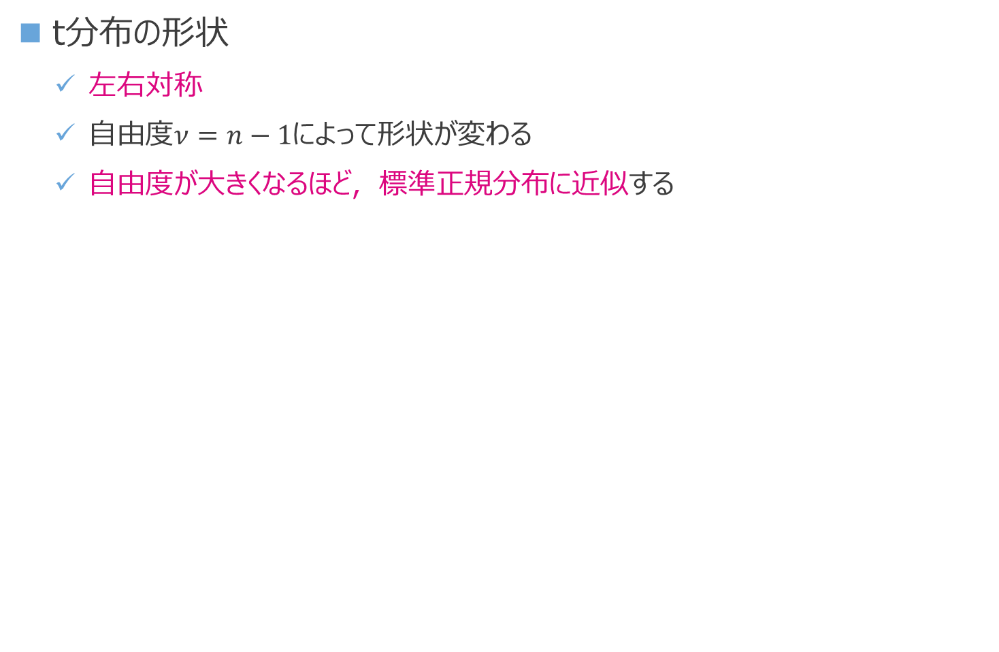 t分布の形状
左右対称
自由度𝜈 = 𝑛 − 1によって形状が変わる
自由度が大きくなるほど，標準正規分布に近似する